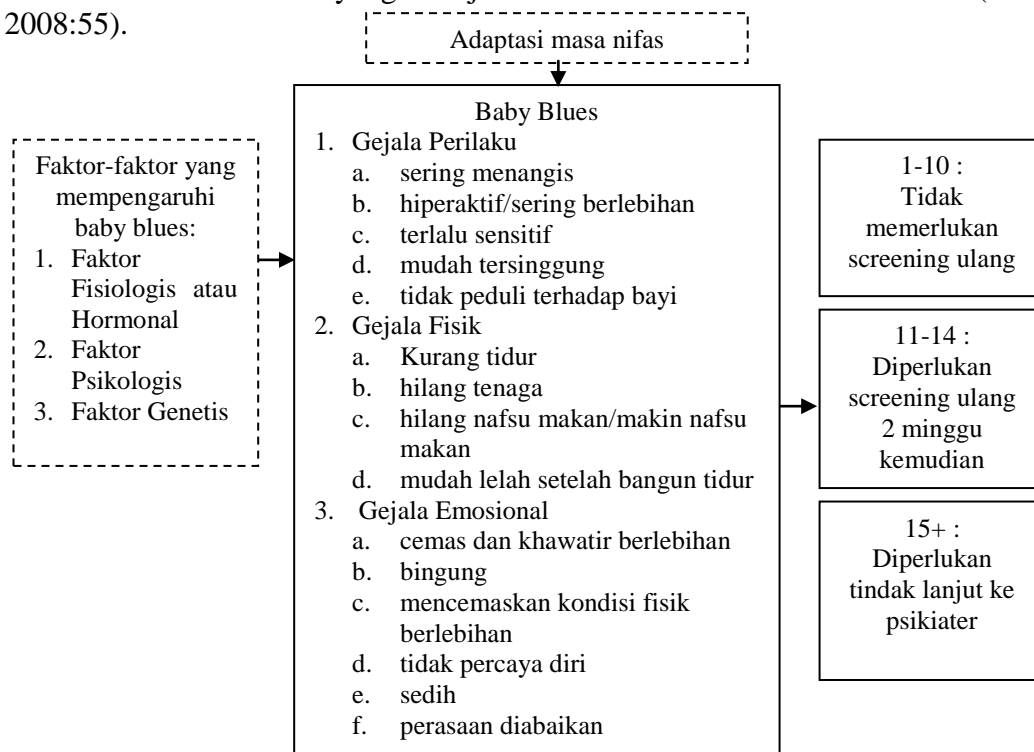 2008:55).
Adaptasi masa nifas
Faktor-faktor yang
mempengaruhi
baby blues:
1. Faktor
Fisiologis atau
Hormonal
2. Faktor
Psikologis
3. Faktor Genetis
Baby Blues
1. Gejala Perilaku
a. sering menangis
b. hiperaktif/sering berlebihan
c. terlalu sensitif
d. mudah tersinggung
e. tidak peduli terhadap bayi
2. Gejala Fisik
a. Kurang tidur
b. hilang tenaga
c. hilang nafsu makan/makin nafsu
makan
d. mudah lelah setelah bangun tidur
3. Gejala Emosional
a. cemas dan khawatir berlebihan
b. bingung
c. mencemaskan kondisi fisik
berlebihan
d. tidak percaya diri
e. sedih
f. perasaan diabaikan
1-10 :
Tidak
memerlukan
screening ulang
11-14 :
Diperlukan
screening ulang
2 minggu
kemudian
15+ :
Diperlukan
tindak lanjut ke
psikiater